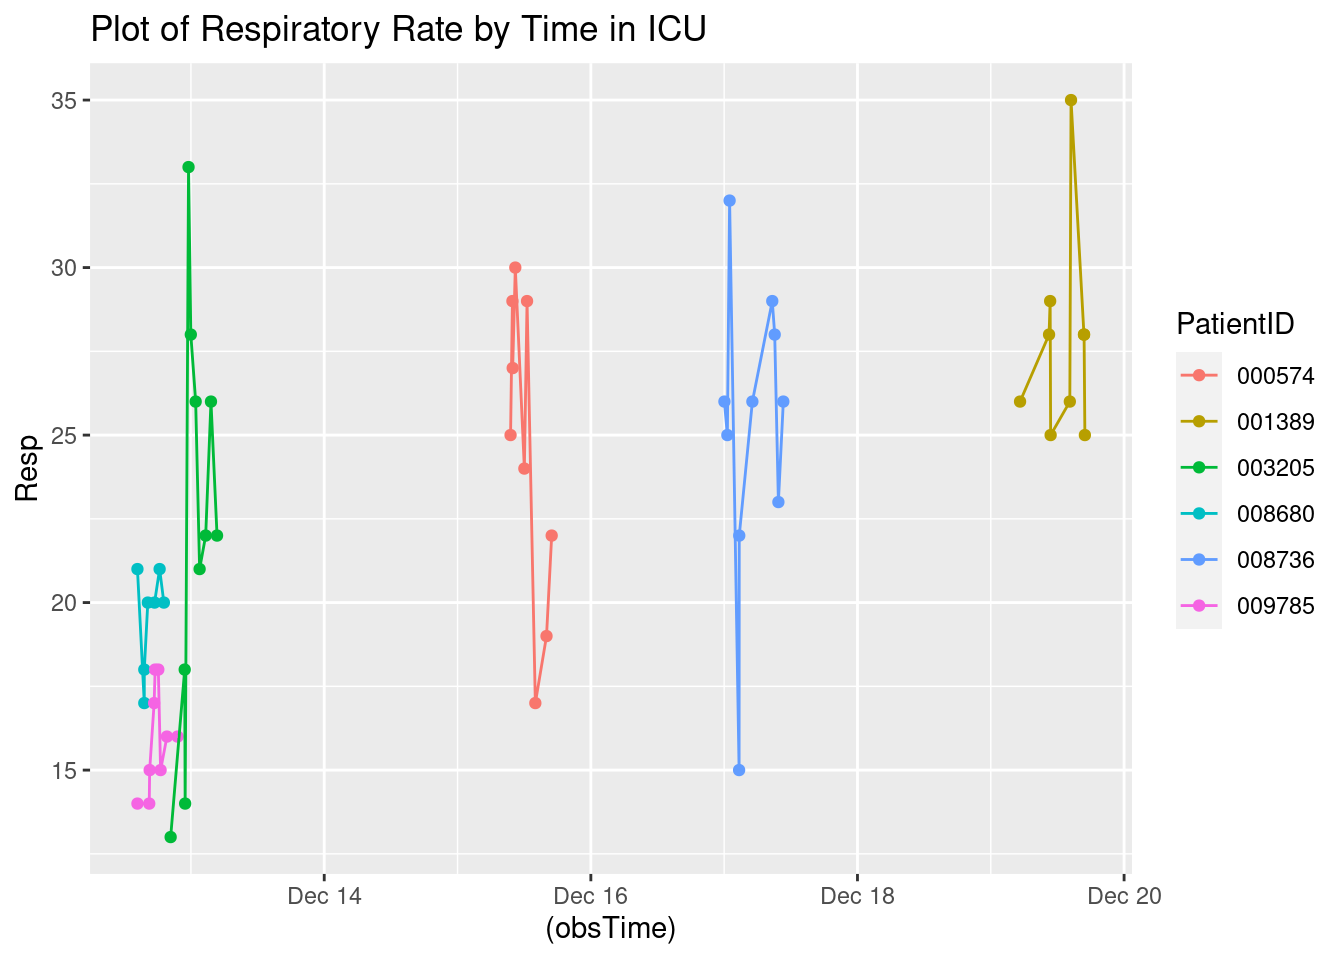 Plot of Respiratory Rate by Time in ICU
Resp
35
30
25
20
15
Dec 14
Dec 16
Dec 18
Dec 20
(obsTime)
PatientID
000574
001389
003205
008680
008736
009785